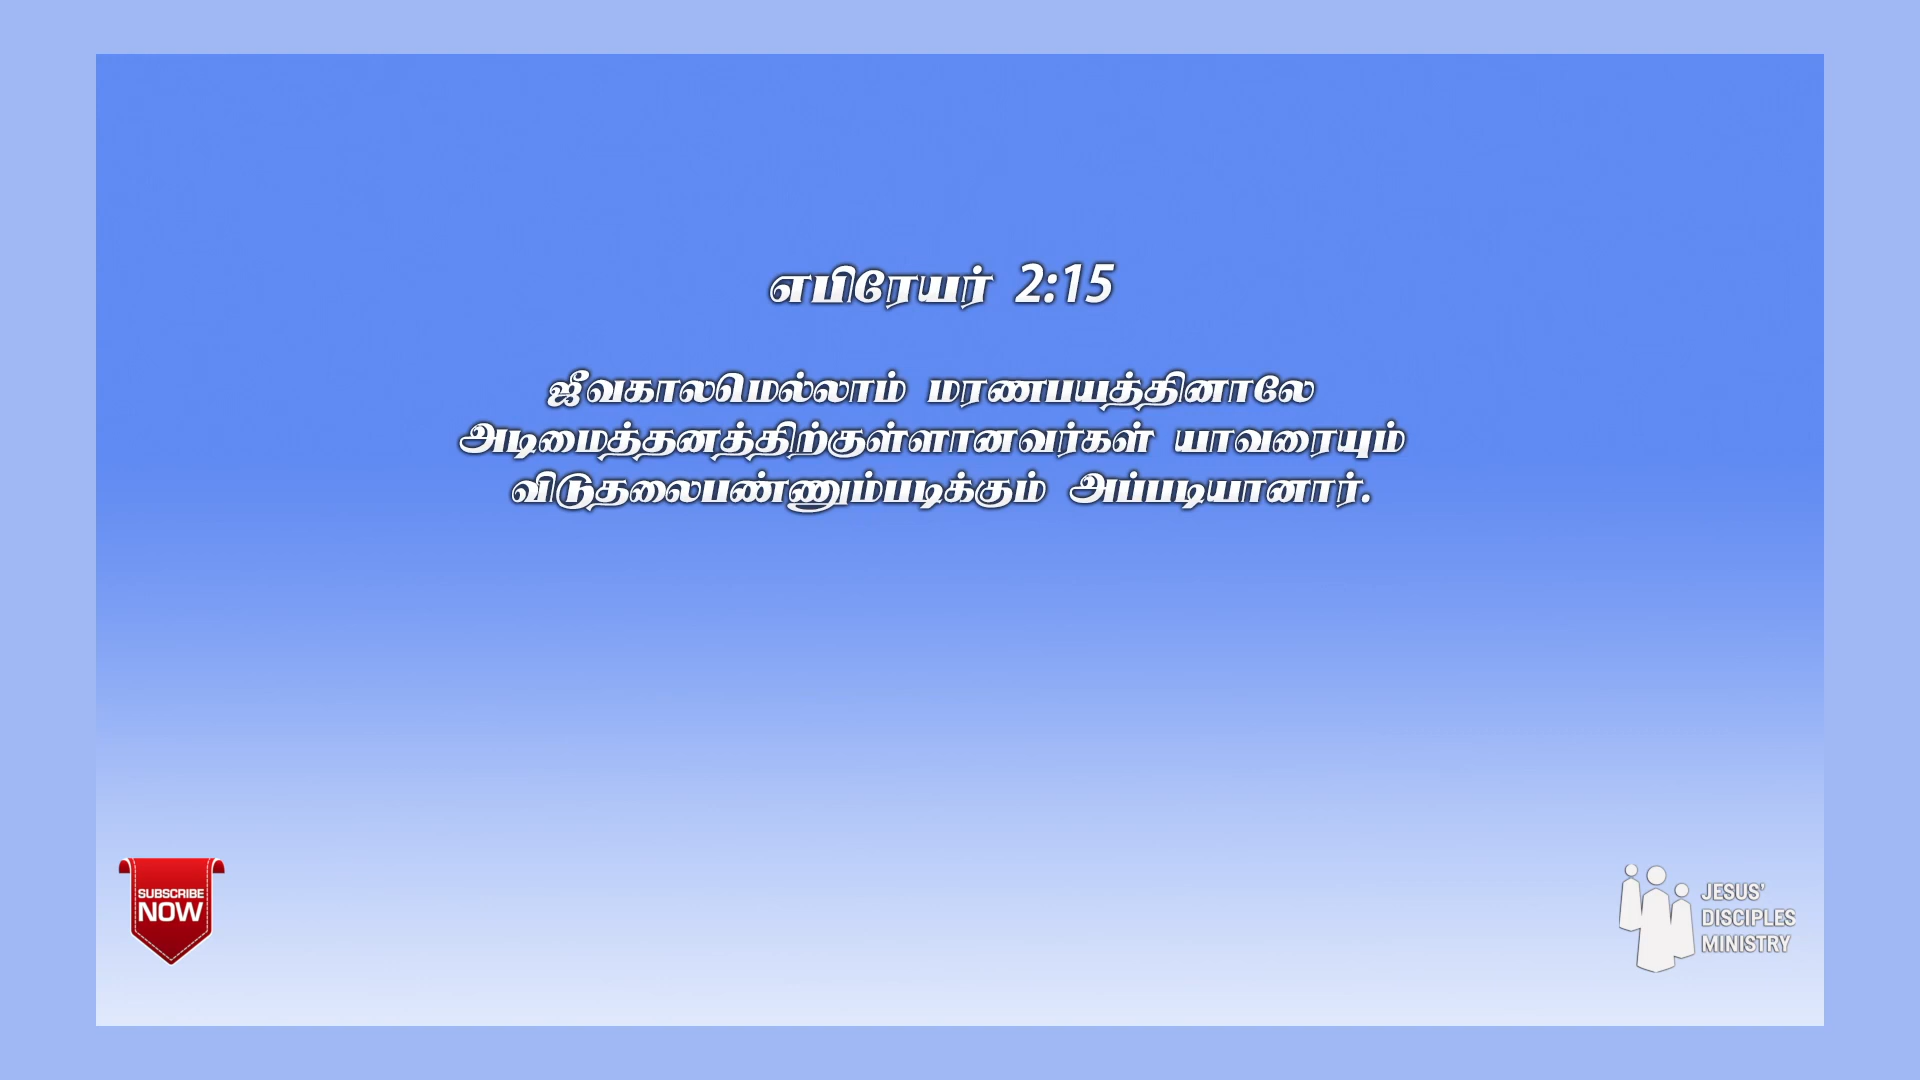 எபிரேயர் 2:15
ஜீவகாலமெல்லாம் மரணபயத்தினாலே
அடிமைத்தனத்திற்குள்ளானவர்கள் யாவரையும்
விடுதலைபண்ணும்படிக்கும் அப்படியானார்.
SUBSCRIBE
NOW
JESUS'
DISCIPLES
MINISTRY